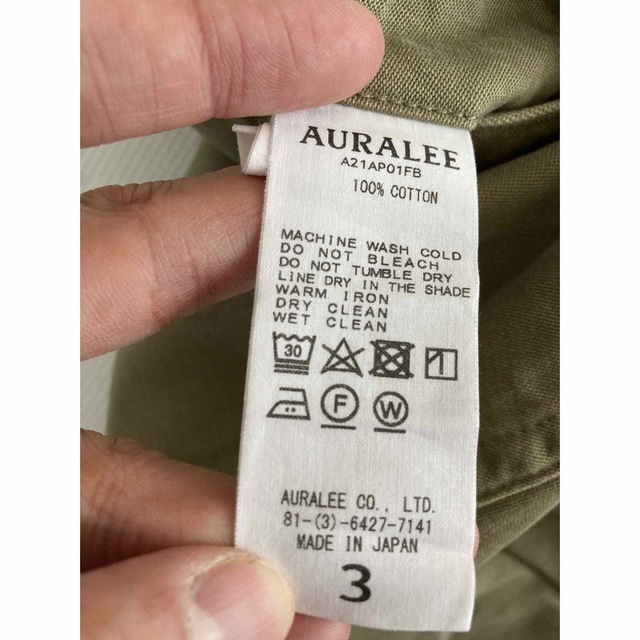 AURALEE
A21AP01FB
100% COTTON
MACHINE WASH COLD
DO NOT BLEACH
DO NOT TUMBLE DRY
LINE DRY IN THE SHADE
WARM IRON
DRY CLEAN
WET CLEAN
30
F W
AURALEE CO., LTD.
81-(3)-6427-7141
MADE IN JAPAN
3